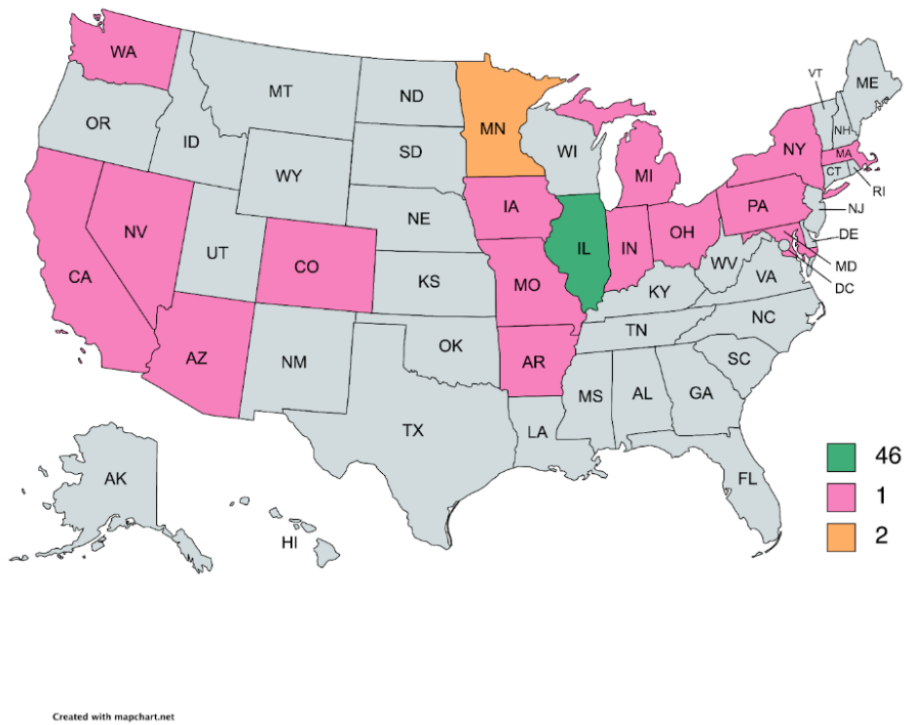 WA
MT
ND
MN
OR
ID
SD
WI
WY
MI
VT
ME
NH
NY
MA
CT
RI
IA
NE
PA
NJ
NV
UT
IL
IN
OH
DE
CA
CO
KS
MO
WV
MD
VA
DC
KY
NC
TN
AZ
NM
OK
AR
SC
MS
AL
GA
TX
LA
AK
FL
HI
46
1
2
Created with mapchart.net